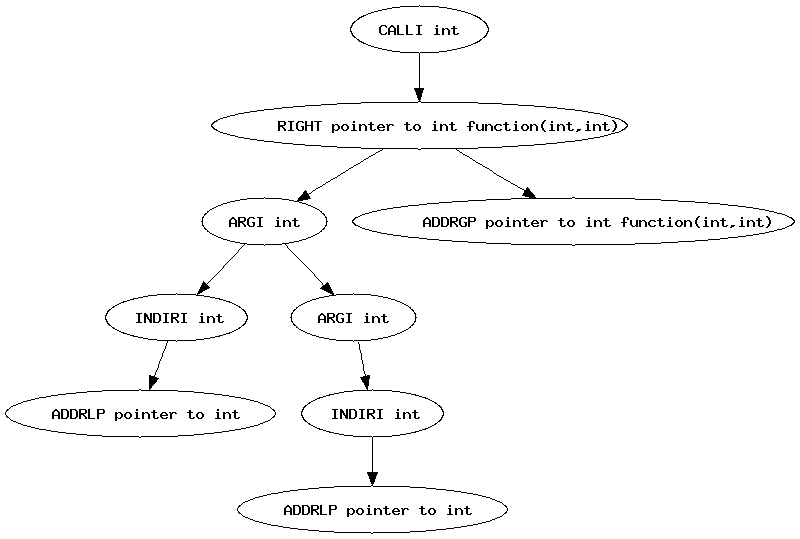 CALLI int
RIGHT pointer to int function(int,int)
ARGI int
ADDRGP pointer to int function(int,int)
INDIRI int
ARGI int
ADDRLP pointer to int
INDIRI int
ADDRLP pointer to int